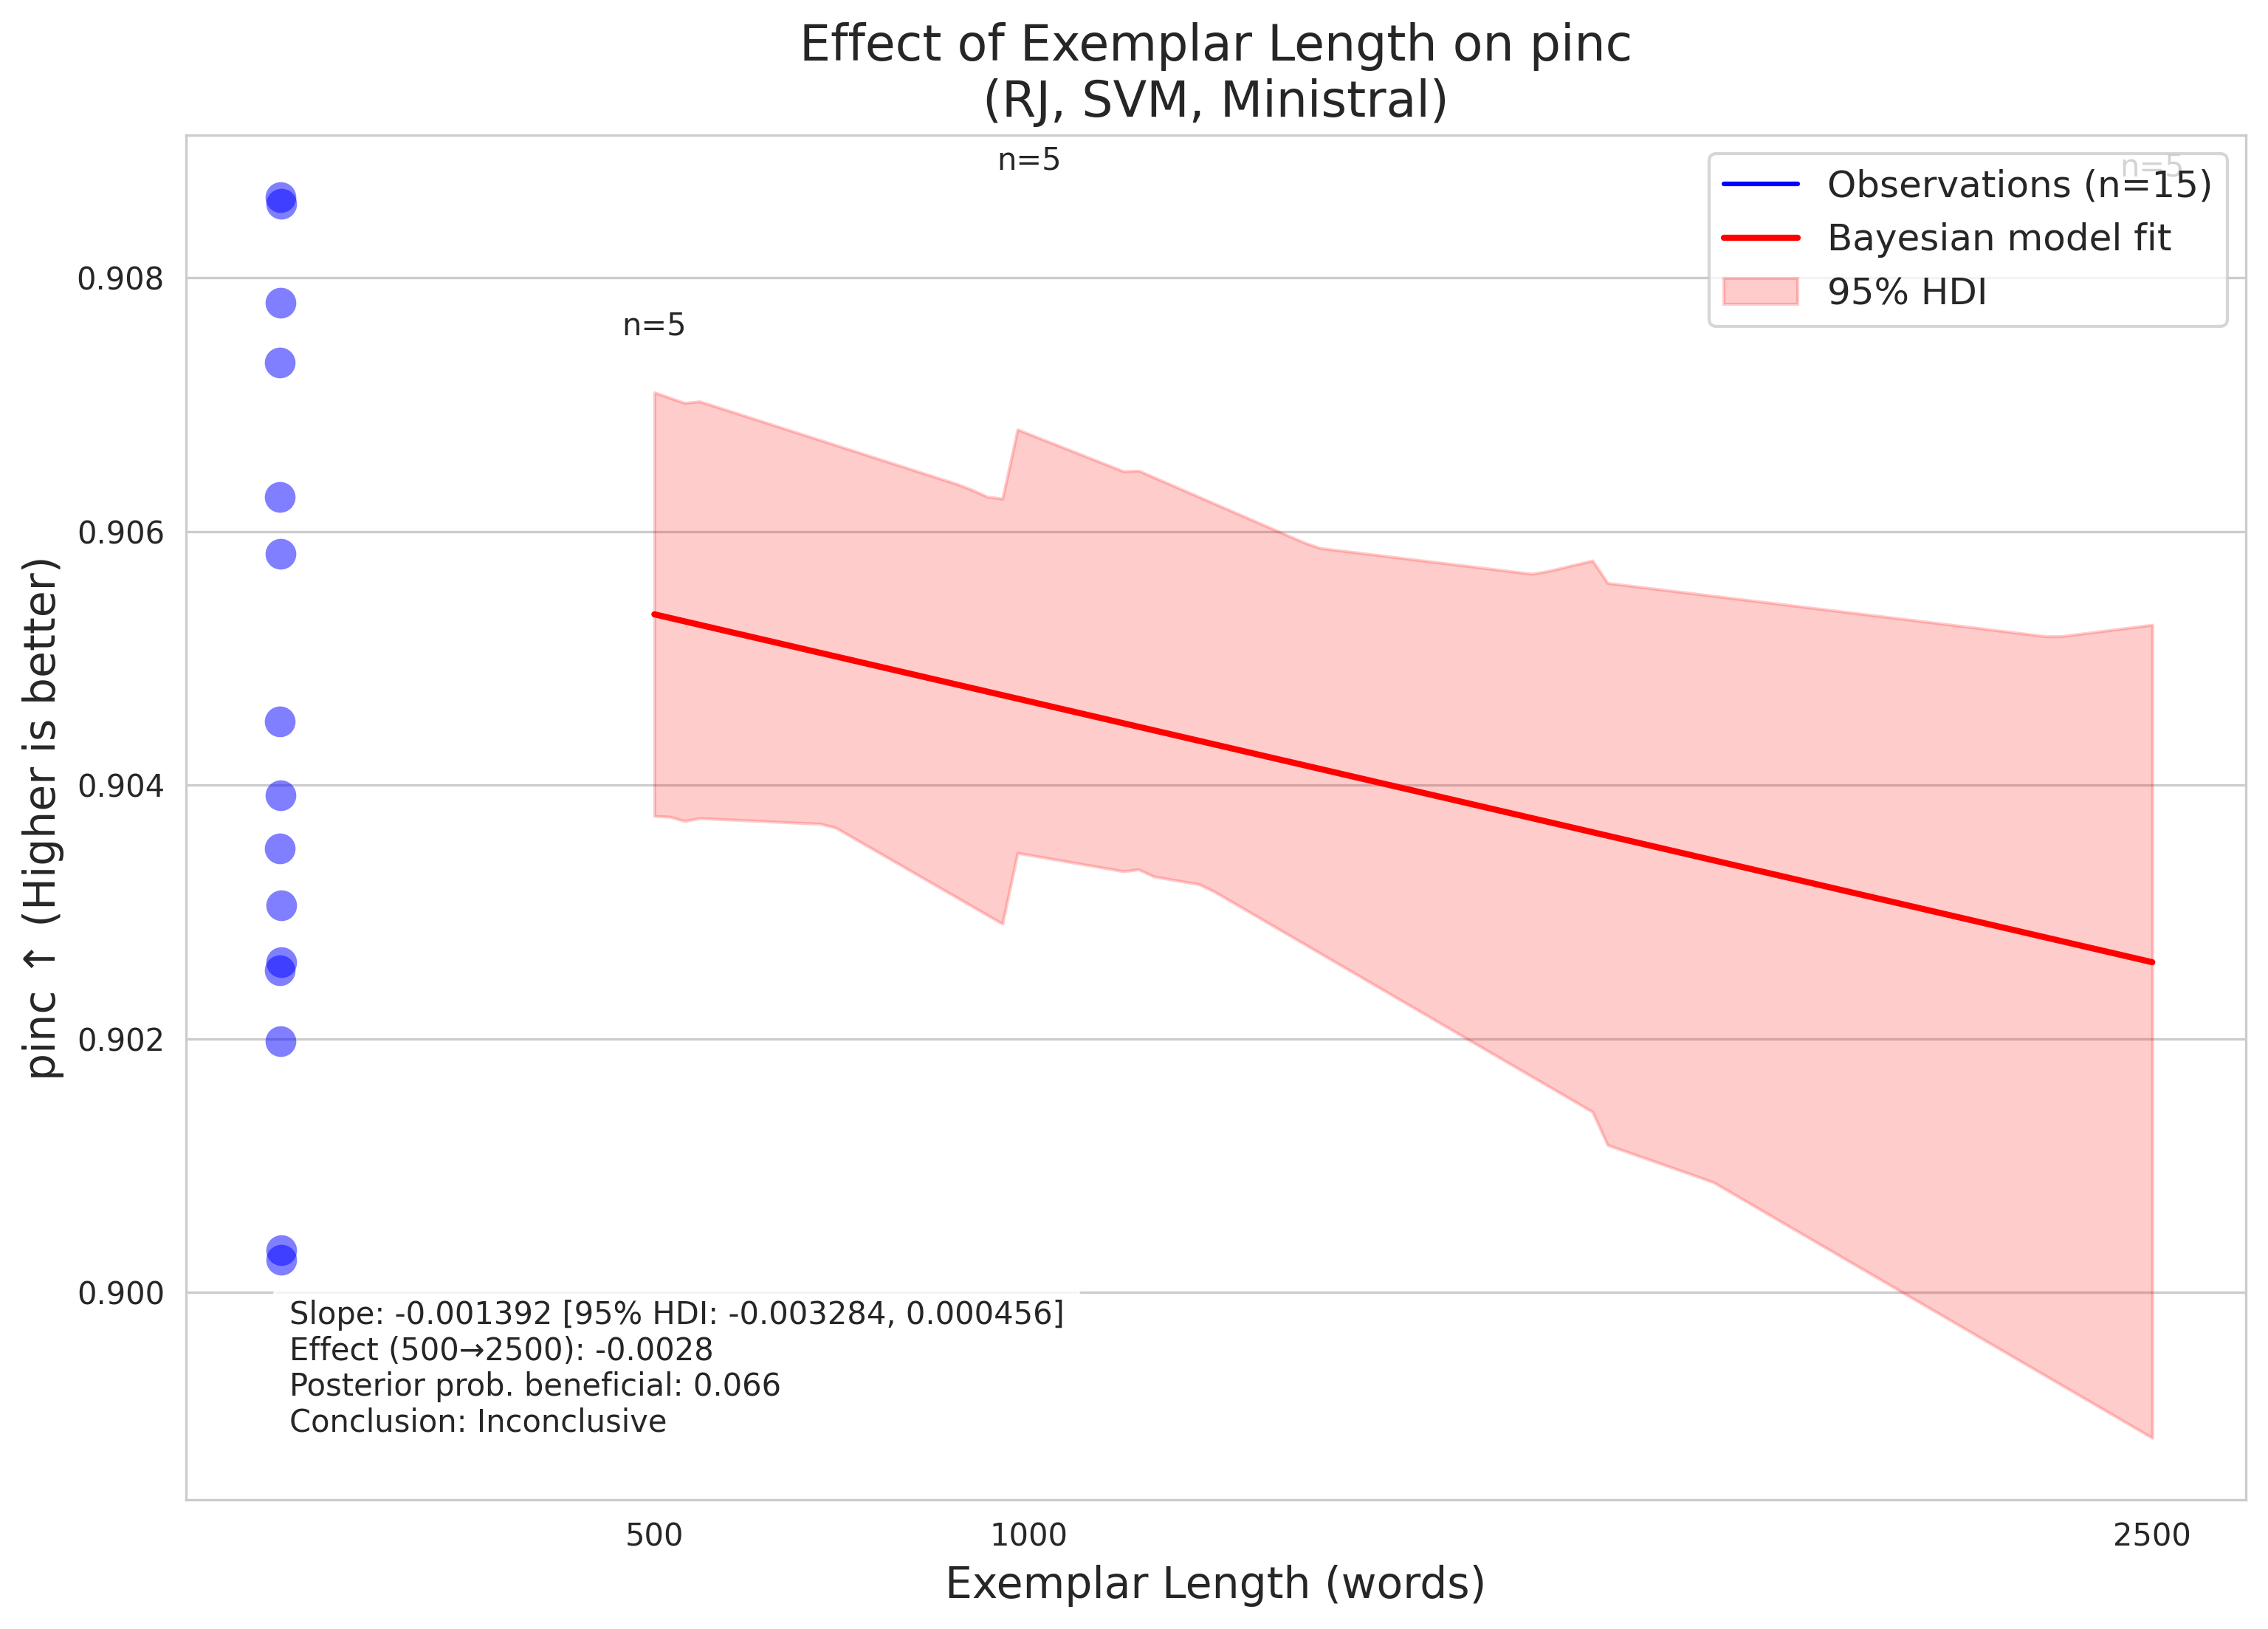 Effect of Exemplar Length on pinc
(RJ, SVM, Ministral)
n=5
n=5
n=5
Observations (n=15)
Bayesian model fit
95% HDI
pinc ↑ (Higher is better)
0.908
0.906
0.904
0.902
0.900
Slope: -0.001392 [95% HDI: -0.003284, 0.000456]
Effect (500→2500): -0.0028
Posterior prob. beneficial: 0.066
Conclusion: Inconclusive
500 1000 2500
Exemplar Length (words)